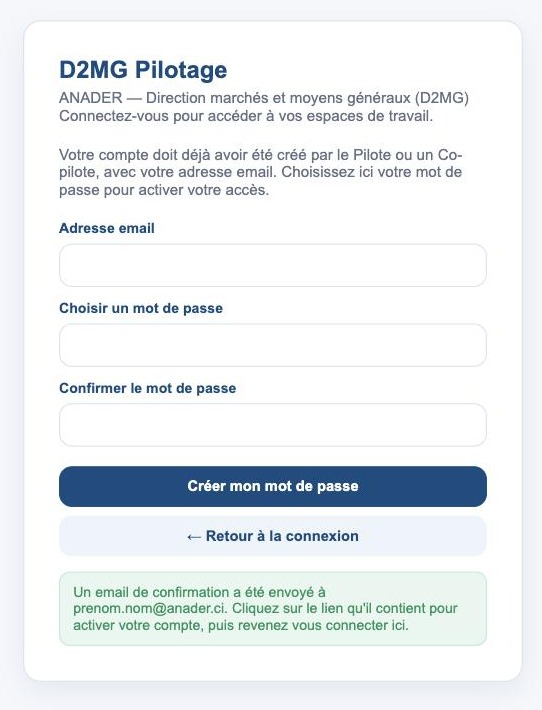 D2MG Pilotage
ANADER — Direction marchés et moyens généraux (D2MG)
Connectez-vous pour accéder à vos espaces de travail.
Votre compte doit déjà avoir été créé par le Pilote ou un Co-
pilote, avec votre adresse email. Choisissez ici votre mot de
passe pour activer votre accès.
Adresse email
Choisir un mot de passe
Confirmer le mot de passe
Créer mon mot de passe
← Retour à la connexion
Un email de confirmation a été envoyé à
prenom.nom@anader.ci. Cliquez sur le lien qu'il contient pour
activer votre compte, puis revenez vous connecter ici.